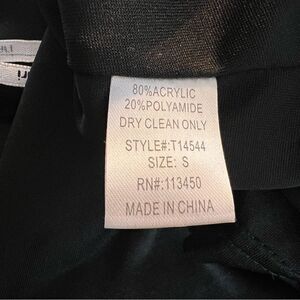 80%ACRYLIC
20%POLYAMIDE
DRY CLEAN ONLY
STYLE#:T14544
SIZE: S
RN#:113450
MADE IN CHINA